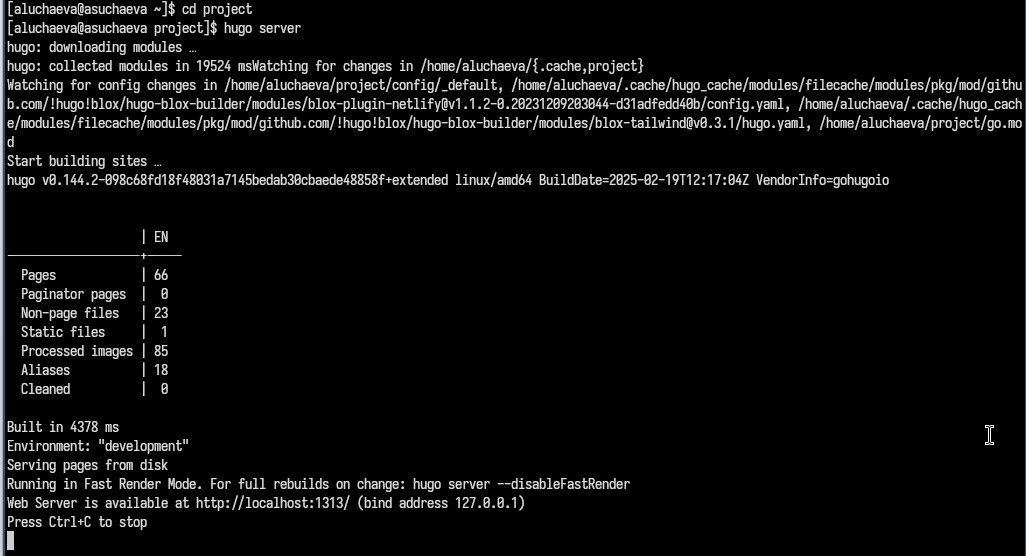 [aluchaeva@asuchaeva ~]$ cd project
[aluchaeva@asuchaeva project]$ hugo server
hugo: downloading modules …
hugo: collected modules in 19524 msWatching for changes in /home/aluchaeva/{.cache,project}
Watching for config changes in /home/aluchaeva/project/config/_default, /home/aluchaeva/.cache/hugo_cache/modules/filecache/modules/pkg/mod/githu
b.com/!hugo!blox/hugo-blox-builder/modules/blox-plugin-netlify@v1.1.2-0.20231209203044-d31adfedd40b/config.yaml, /home/aluchaeva/.cache/hugo_cach
e/modules/filecache/modules/pkg/mod/github.com/!hugo!blox/hugo-blox-builder/modules/blox-tailwind@v0.3.1/hugo.yaml, /home/aluchaeva/project/go.mo
d
Start building sites …
hugo v0.144.2-098c68fd18f48031a7145bedab30cbaede48858f+extended linux/amd64 BuildDate=2025-02-19T12:17:04Z VendorInfo=gohugoio
| EN
Pages | 66
Paginator pages | 0
Non-page files | 23
Static files | 1
Processed images | 85
Aliases | 18
Cleaned | 0
Built in 4378 ms
Environment: "development"
Serving pages from disk
Running in Fast Render Mode. For full rebuilds on change: hugo server --disableFastRender
Web Server is available at http://localhost:1313/ (bind address 127.0.0.1)
Press Ctrl+C to stop